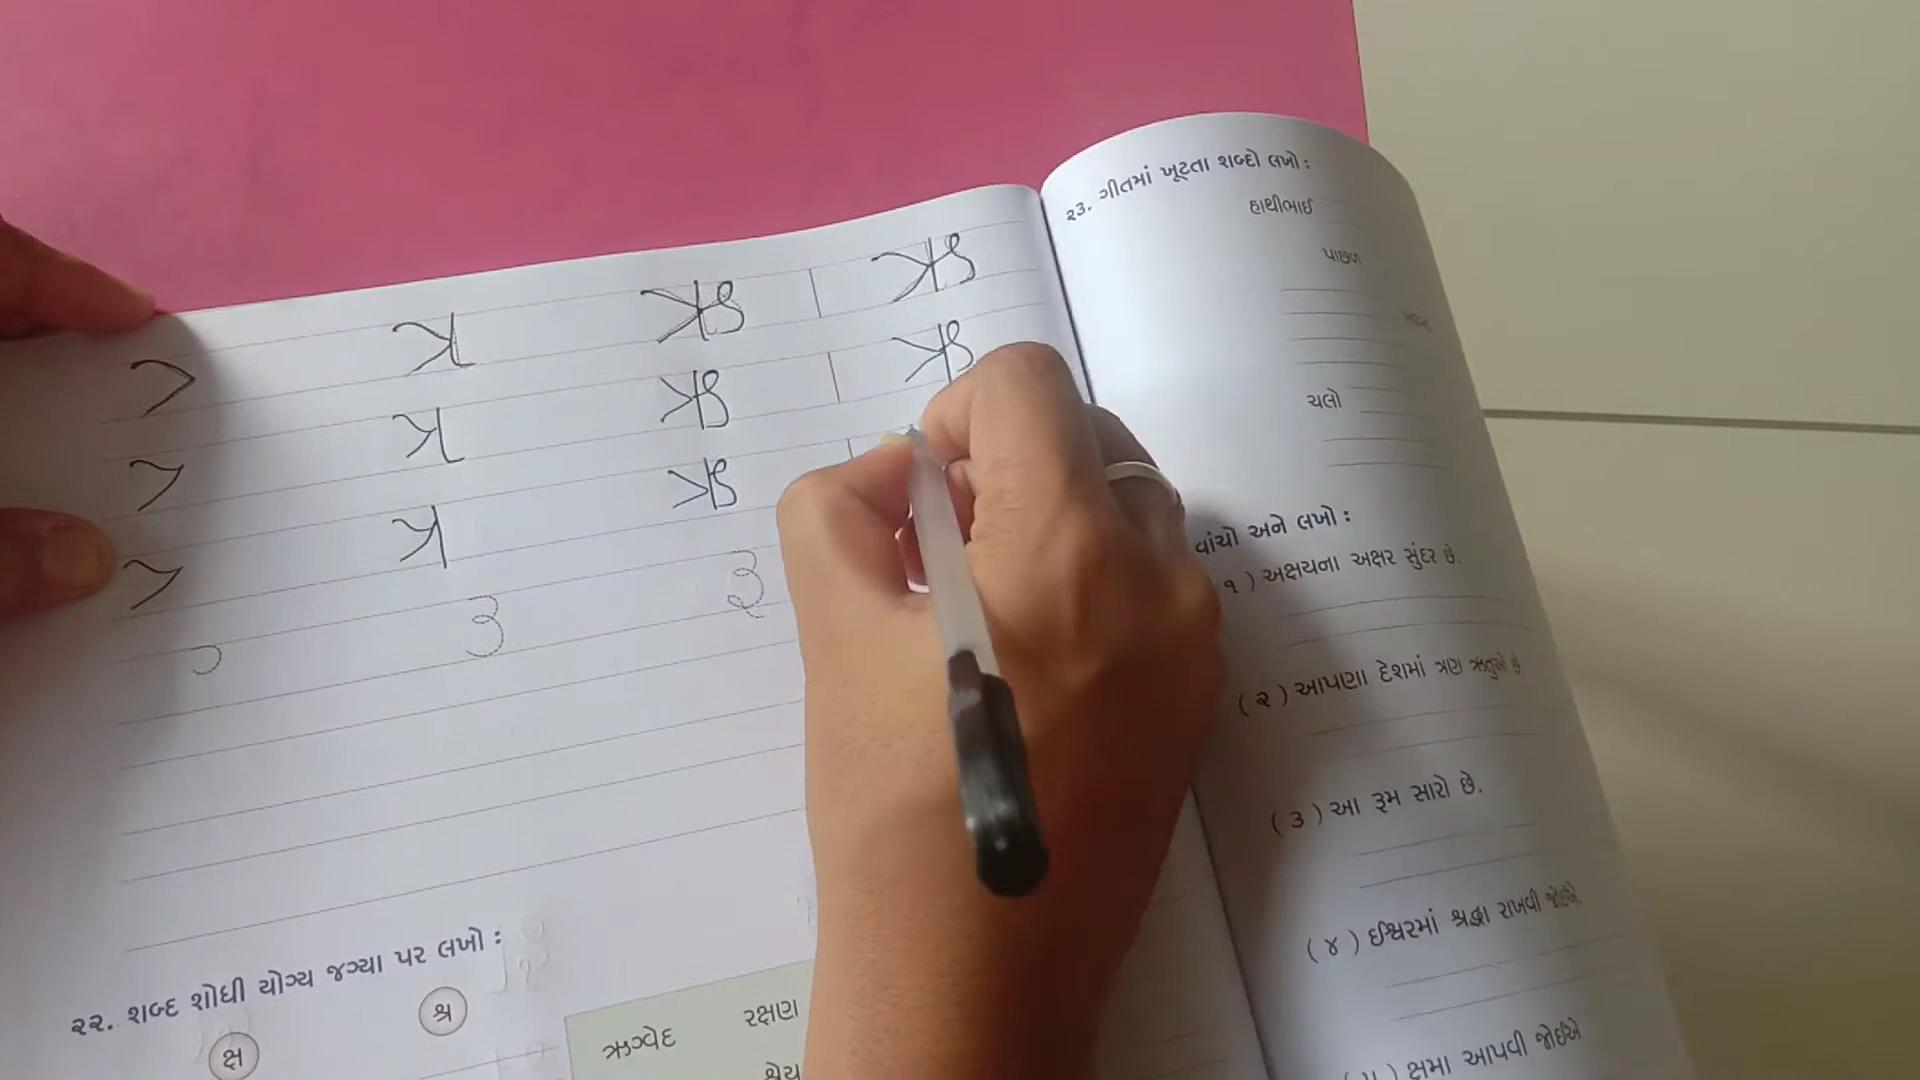 ઋ
ઋ
૨૨. શબ્દ શોધી યોગ્ય જગ્યા પર લખો :
ક્ષ
શ્ર
ઋગ્વેદ રક્ષણ
૨૩. ગીતમાં ખૂટતા શબ્દો લખો :
હાથીભાઈ
પાછળ
ચલો
વાંચો અને લખો :
૧ ) અક્ષયના અક્ષર સુંદર છે.
( ૨ ) આપણા દેશમાં ત્રણ ઋતુઓ છે.
( ૩ ) આ રૂમ સારો છે.
( ૪ ) ઈશ્વરમાં શ્રદ્ધા રાખવી જોઈએ.
ક્ષમા આપવી જોઈએ